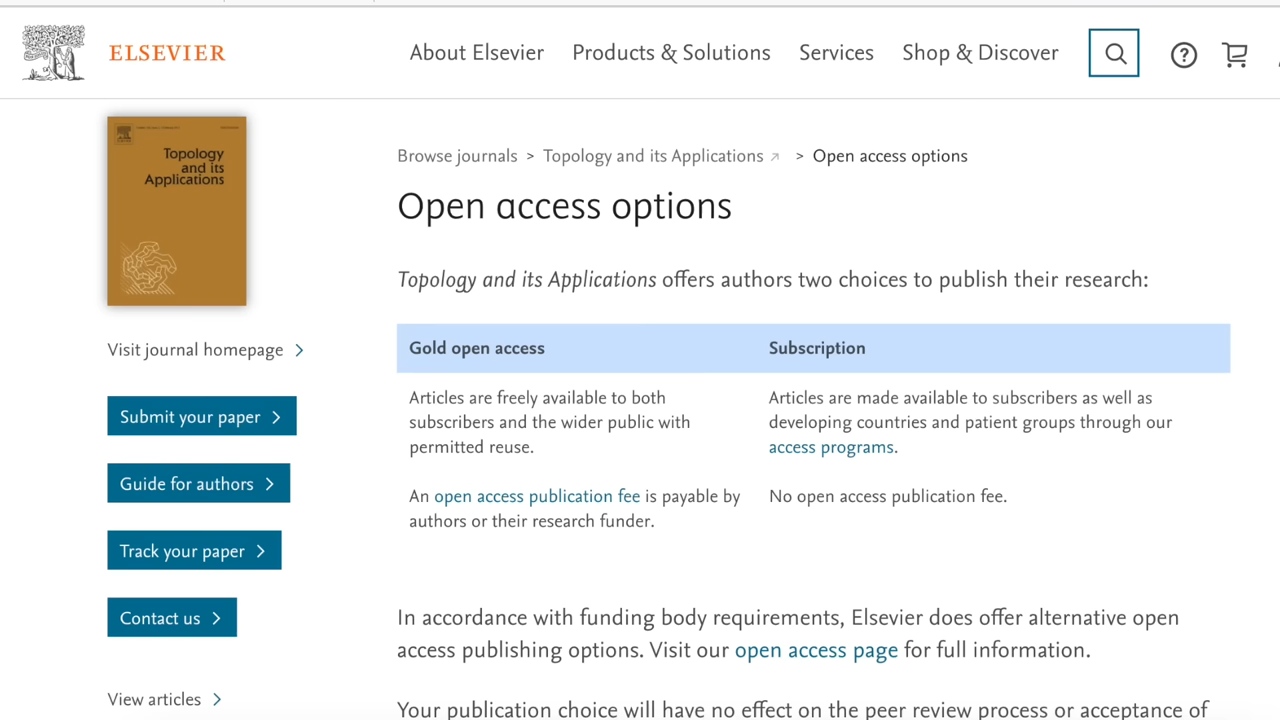 ELSEVIER
About Elsevier
Products & Solutions
Services
Shop & Discover
Topology
and its
Applications
Visit journal homepage
Submit your paper
Guide for authors
Track your paper
Contact us
View articles
Browse journals > Topology and its Applications > Open access options
Open access options
Topology and its Applications offers authors two choices to publish their research:
Gold open access
Articles are freely available to both
subscribers and the wider public with
permitted reuse.
An open access publication fee is payable by
authors or their research funder.
Subscription
Articles are made available to subscribers as well as
developing countries and patient groups through our
access programs.
No open access publication fee.
In accordance with funding body requirements, Elsevier does offer alternative open
access publishing options. Visit our open access page for full information.
Your publication choice will have no effect on the peer review process or acceptance of